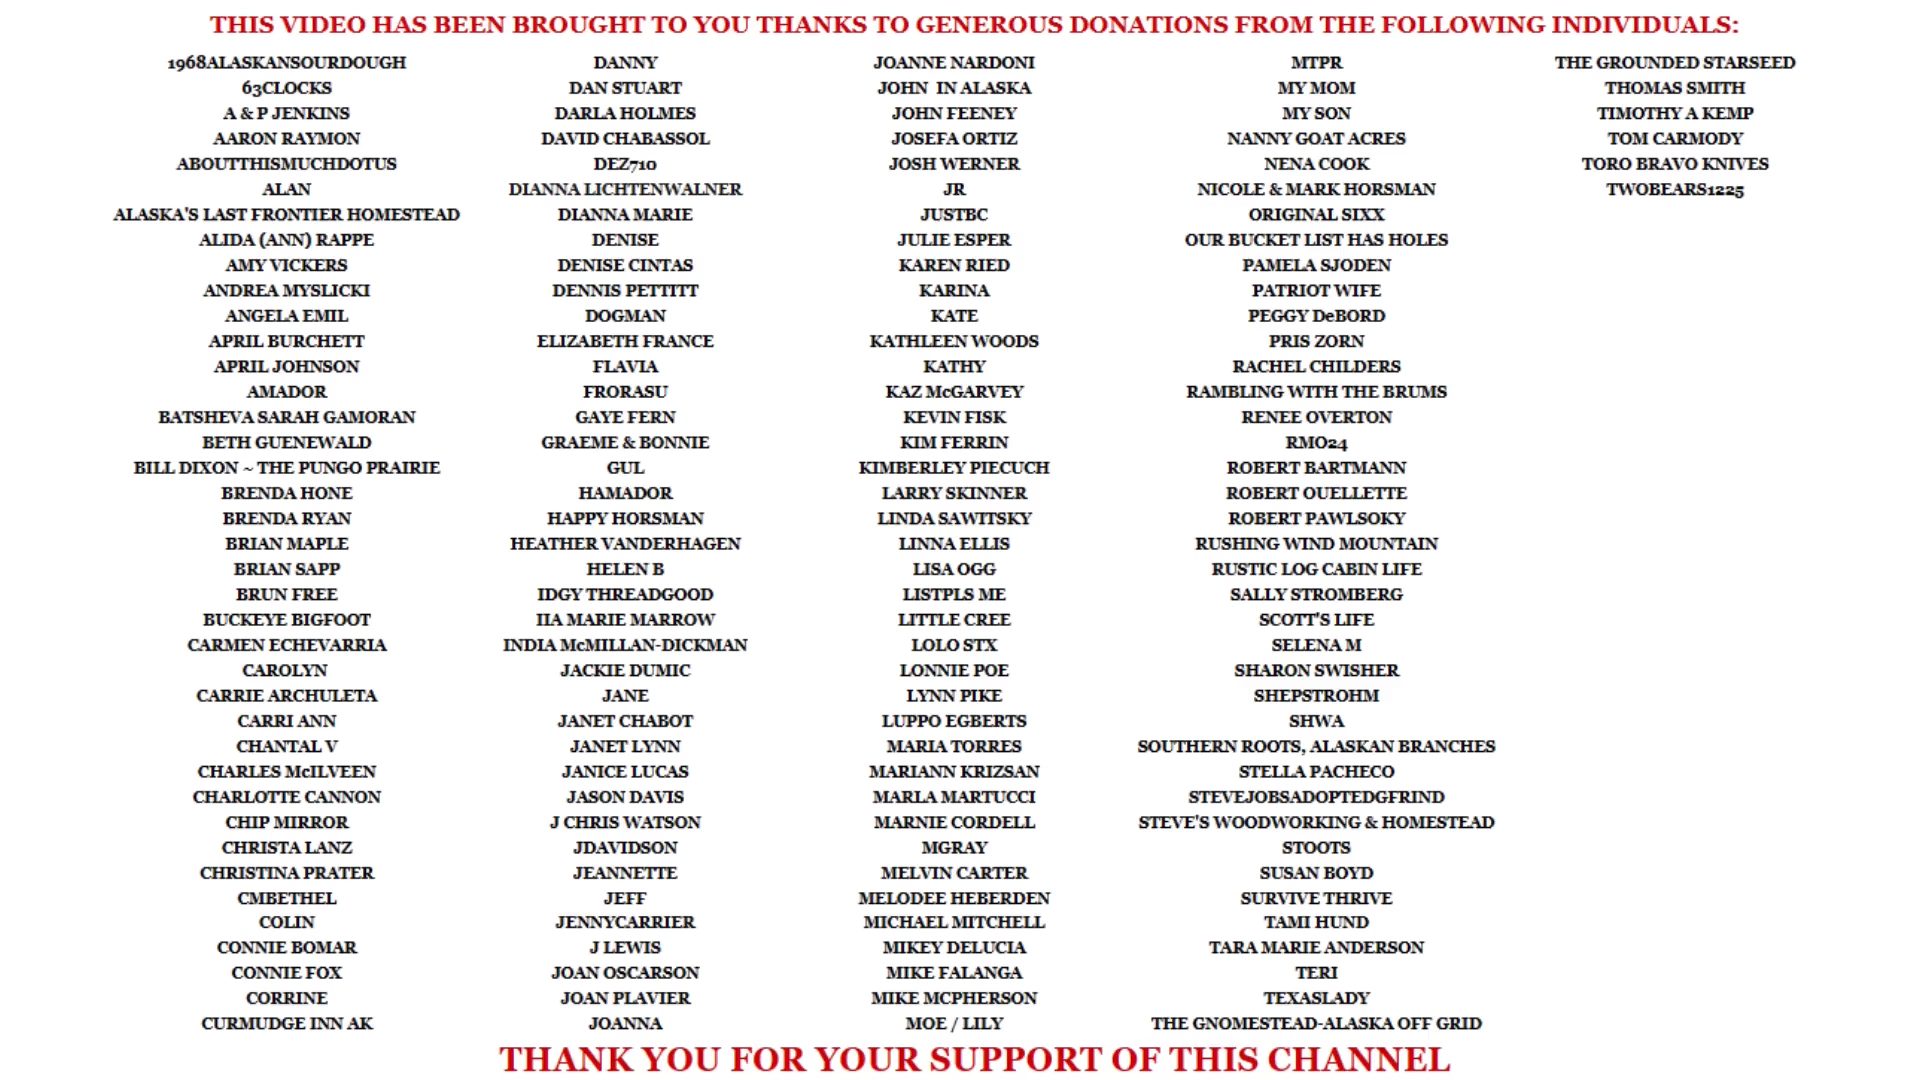 THIS VIDEO HAS BEEN BROUGHT TO YOU THANKS TO GENEROUS DONATIONS FROM THE FOLLOWING INDIVIDUALS:
1968ALASKANSOURDOUGH
63CLOCKS
A & P JENKINS
AARON RAYMON
ABOUTTHISMUCHDOTUS
ALAN
ALASKA'S LAST FRONTIER HOMESTEAD
ALIDA (ANN) RAPPE
AMY VICKERS
ANDREA MYSLICKI
ANGELA EMIL
APRIL BURCHETT
APRIL JOHNSON
AMADOR
BATSHEVA SARAH GAMORAN
BETH GUENEWALD
BILL DIXON ~ THE PUNGO PRAIRIE
BRENDA HONE
BRENDA RYAN
BRIAN MAPLE
BRIAN SAPP
BRUN FREE
BUCKEYE BIGFOOT
CARMEN ECHEVARRIA
CAROLYN
CARRIE ARCHULETA
CARRI ANN
CHANTAL V
CHARLES McILVEEN
CHARLOTTE CANNON
CHIP MIRROR
CHRISTA LANZ
CHRISTINA PRATER
CMBETHEL
COLIN
CONNIE BOMAR
CONNIE FOX
CORRINE
CURMUDGE INN AK
DANNY
DAN STUART
DARLA HOLMES
DAVID CHABASSOL
DEZ710
DIANNA LICHTENWALNER
DIANNA MARIE
DENISE
DENISE CINTAS
DENNIS PETTITT
DOGMAN
ELIZABETH FRANCE
FLAVIA
FRORASU
GAYE FERN
GRAEME & BONNIE
GUL
HAMADOR
HAPPY HORSMAN
HEATHER VANDERHAGEN
HELEN B
IDGY THREADGOOD
IIA MARIE MARROW
INDIA McMILLAN-DICKMAN
JACKIE DUMIC
JANE
JANET CHABOT
JANET LYNN
JANICE LUCAS
JASON DAVIS
J CHRIS WATSON
JDAVIDSON
JEANNETTE
JEFF
JENNYCARRIER
J LEWIS
JOAN OSCARSON
JOAN PLAVIER
JOANNA
JOANNE NARDONI
JOHN  IN ALASKA
JOHN FEENEY
JOSEFA ORTIZ
JOSH WERNER
JR
JUSTBC
JULIE ESPER
KAREN RIED
KARINA
KATE
KATHLEEN WOODS
KATHY
KAZ McGARVEY
KEVIN FISK
KIM FERRIN
KIMBERLEY PIECUCH
LARRY SKINNER
LINDA SAWITSKY
LINNA ELLIS
LISA OGG
LISTPLS ME
LITTLE CREE
LOLO STX
LONNIE POE
LYNN PIKE
LUPPO EGBERTS
MARIA TORRES
MARIANN KRIZSAN
MARLA MARTUCCI
MARNIE CORDELL
MGRAY
MELVIN CARTER
MELODEE HEBERDEN
MICHAEL MITCHELL
MIKEY DELUCIA
MIKE FALANGA
MIKE MCPHERSON
MOE / LILY
MTPR
MY MOM
MY SON
NANNY GOAT ACRES
NENA COOK
NICOLE & MARK HORSMAN
ORIGINAL SIXX
OUR BUCKET LIST HAS HOLES
PAMELA SJODEN
PATRIOT WIFE
PEGGY DeBORD
PRIS ZORN
RACHEL CHILDERS
RAMBLING WITH THE BRUMS
RENEE OVERTON
RMO24
ROBERT BARTMANN
ROBERT OUELLETTE
ROBERT PAWLSOKY
RUSHING WIND MOUNTAIN
RUSTIC LOG CABIN LIFE
SALLY STROMBERG
SCOTT'S LIFE
SELENA M
SHARON SWISHER
SHEPSTROHM
SHWA
SOUTHERN ROOTS, ALASKAN BRANCHES
STELLA PACHECO
STEVEJOBSADOPTEDGFRIND
STEVE'S WOODWORKING & HOMESTEAD
STOOTS
SUSAN BOYD
SURVIVE THRIVE
TAMI HUND
TARA MARIE ANDERSON
TERI
TEXASLADY
THE GNOMESTEAD-ALASKA OFF GRID
THE GROUNDED STARSEED
THOMAS SMITH
TIMOTHY A KEMP
TOM CARMODY
TORO BRAVO KNIVES
TWOBEARS1225
THANK YOU FOR YOUR SUPPORT OF THIS CHANNEL